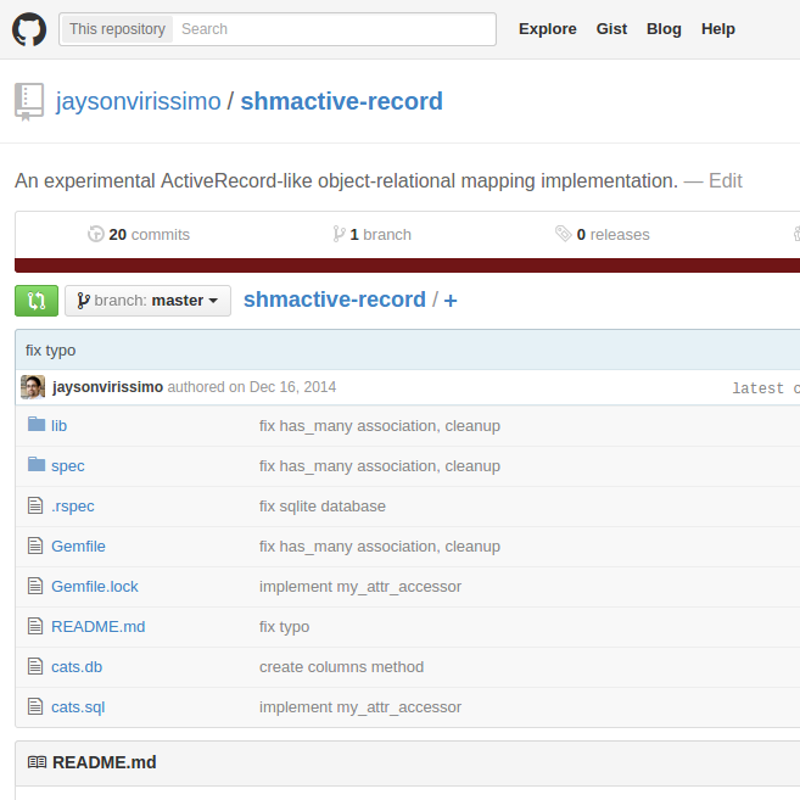 This repository Search Explore Gist Blog Help
jaysonvirissimo / shmactive-record
An experimental ActiveRecord-like object-relational mapping implementation. — Edit
20 commits 1 branch 0 releases
branch: master shmactive-record / +
fix typo
jaysonvirissimo authored on Dec 16, 2014 latest c
lib fix has_many association, cleanup
spec fix has_many association, cleanup
.rspec fix sqlite database
Gemfile fix has_many association, cleanup
Gemfile.lock implement my_attr_accessor
README.md fix typo
cats.db create columns method
cats.sql implement my_attr_accessor
README.md